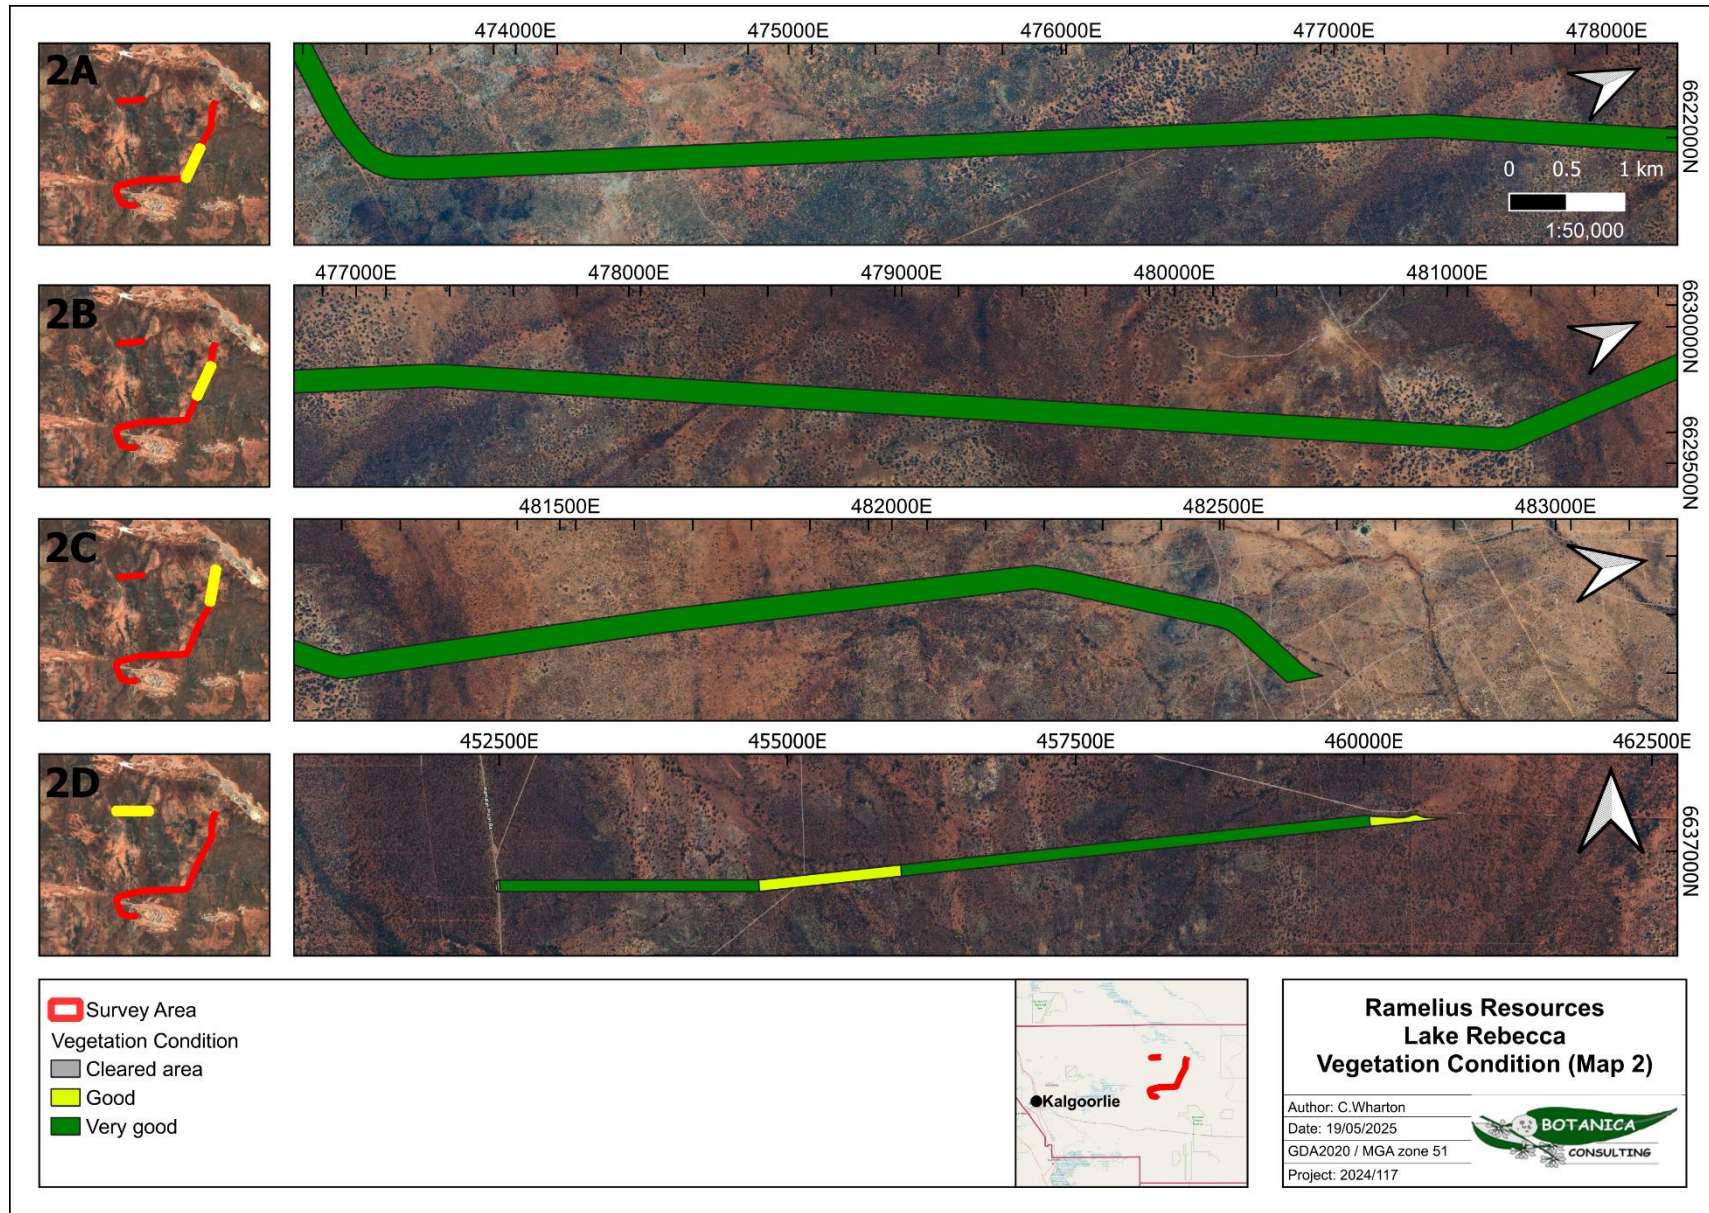 474000E 475000E 476000E 477000E 478000E
2A
6622000N
0 0.5 1 km
1:50,000
477000E 478000E 479000E 480000E 481000E
2B
6630000N
6629500N
481500E 482000E 482500E 483000E
2C
452500E 455000E 457500E 460000E 462500E
2D
6637000N
Survey Area
Vegetation Condition
Cleared area
Good
Very good
Kalgoorlie
Ramelius Resources
Lake Rebecca
Vegetation Condition (Map 2)
Author: C.Wharton
Date: 19/05/2025
GDA2020 / MGA zone 51
Project: 2024/117
BOTANICA
CONSULTING